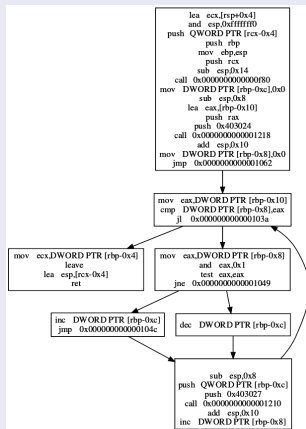 lea ecx,[rsp+0x4]
and esp,0xfffffff0
push QWORD PTR [rcx-0x4]
push rbp
mov ebp,esp
push rcx
sub esp,0x14
call 0x0000000000000f80
mov DWORD PTR [rbp-0xc],0x0
sub esp,0x8
lea eax,[rbp-0x10]
push rax
push 0x403024
call 0x0000000000001218
add esp,0x10
mov DWORD PTR [rbp-0x8],0x0
jmp 0x0000000000001062
mov eax,DWORD PTR [rbp-0x10]
cmp DWORD PTR [rbp-0x8],eax
jl 0x000000000000103a
mov ecx,DWORD PTR [rbp-0x4]
leave
lea esp,[rcx-0x4]
ret
mov eax,DWORD PTR [rbp-0x8]
and eax,0x1
test eax,eax
jne 0x0000000000001049
inc DWORD PTR [rbp-0xc]
jmp 0x000000000000104c
dec DWORD PTR [rbp-0xc]
sub esp,0x8
push QWORD PTR [rbp-0xc]
push 0x403027
call 0x0000000000001210
add esp,0x10
inc DWORD PTR [rbp-0x8]